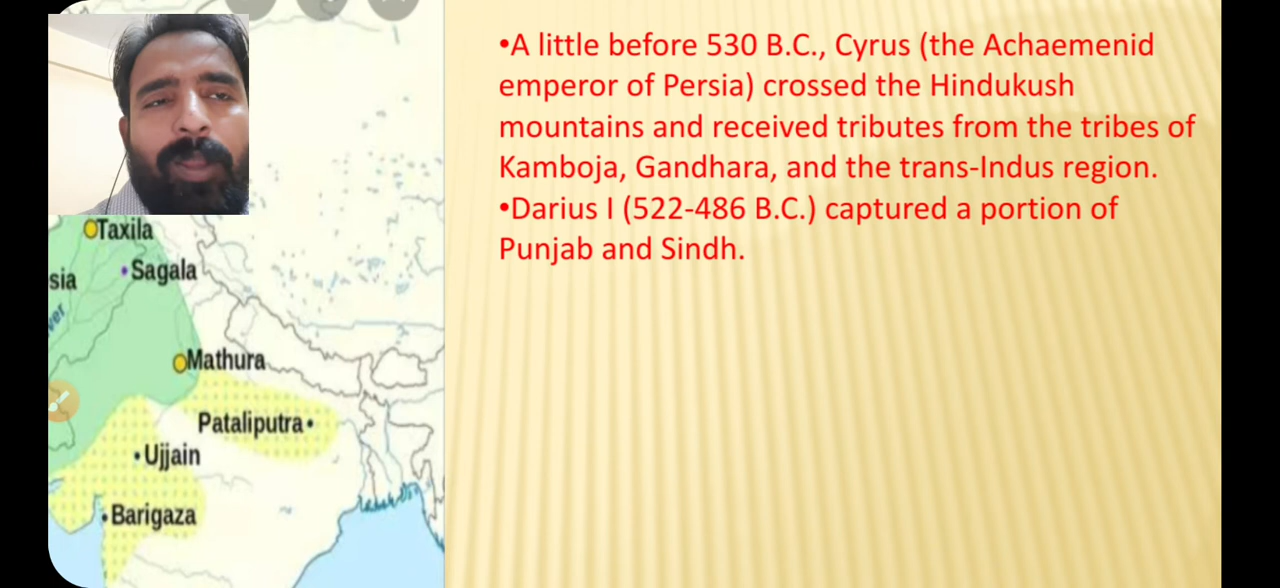 •A little before 530 B.C., Cyrus (the Achaemenid
emperor of Persia) crossed the Hindukush
mountains and received tributes from the tribes of
Kamboja, Gandhara, and the trans-Indus region.
•Darius I (522-486 B.C.) captured a portion of
Punjab and Sindh.
Taxila
Sagala
sia
ver
Mathura
Pataliputra
Ujjain
Barigaza